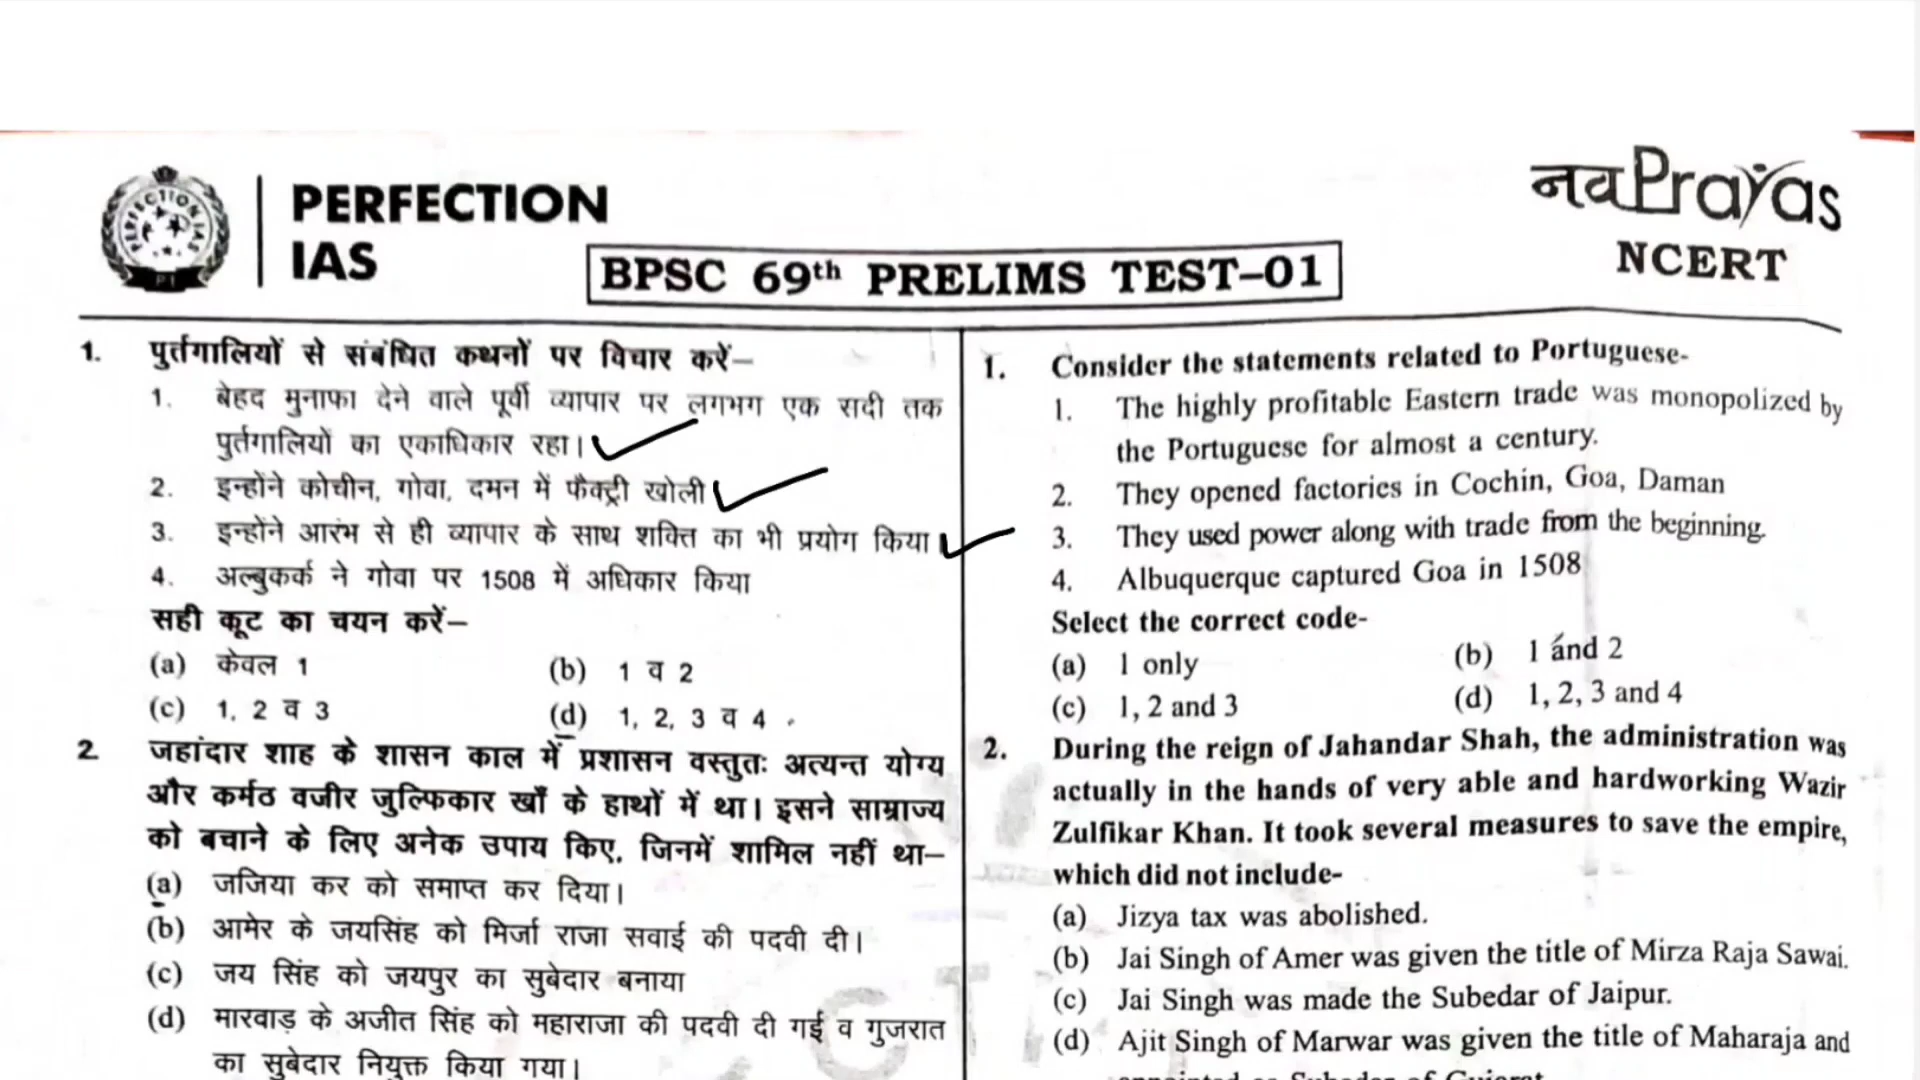 PERFECTION IAS
PERFECTION
IAS
PT
नवPrayas
NCERT
BPSC 69th PRELIMS TEST–01
1. पुर्तगालियों से संबंधित कथनों पर विचार करें–
1. बेहद मुनाफा देने वाले पूर्वी व्यापार पर लगभग एक सदी तक
पुर्तगालियों का एकाधिकार रहा।
2. इन्होंने कोचीन, गोवा, दमन में फैक्ट्री खोली
3. इन्होंने आरंभ से ही व्यापार के साथ शक्ति का भी प्रयोग किया
4. अल्बुकर्क ने गोवा पर 1508 में अधिकार किया
सही कूट का चयन करें–
(a) केवल 1 (b) 1 व 2
(c) 1, 2 व 3 (d) 1, 2, 3 व 4
2. जहांदार शाह के शासन काल में प्रशासन वस्तुतः अत्यन्त योग्य
और कर्मठ वजीर जुल्फिकार खाँ के हाथों में था। इसने साम्राज्य
को बचाने के लिए अनेक उपाय किए, जिनमें शामिल नहीं था–
(a) जजिया कर को समाप्त कर दिया।
(b) आमेर के जयसिंह को मिर्जा राजा सवाई की पदवी दी।
(c) जय सिंह को जयपुर का सुबेदार बनाया
(d) मारवाड़ के अजीत सिंह को महाराजा की पदवी दी गई व गुजरात
का सुबेदार नियुक्त किया गया।
1. Consider the statements related to Portuguese-
1. The highly profitable Eastern trade was monopolized by
the Portuguese for almost a century.
2. They opened factories in Cochin, Goa, Daman
3. They used power along with trade from the beginning.
4. Albuquerque captured Goa in 1508
Select the correct code-
(a) 1 only (b) 1 and 2
(c) 1, 2 and 3 (d) 1, 2, 3 and 4
2. During the reign of Jahandar Shah, the administration was
actually in the hands of very able and hardworking Wazir
Zulfikar Khan. It took several measures to save the empire,
which did not include-
(a) Jizya tax was abolished.
(b) Jai Singh of Amer was given the title of Mirza Raja Sawai.
(c) Jai Singh was made the Subedar of Jaipur.
(d) Ajit Singh of Marwar was given the title of Maharaja and
appointed as Subedar of Gujarat